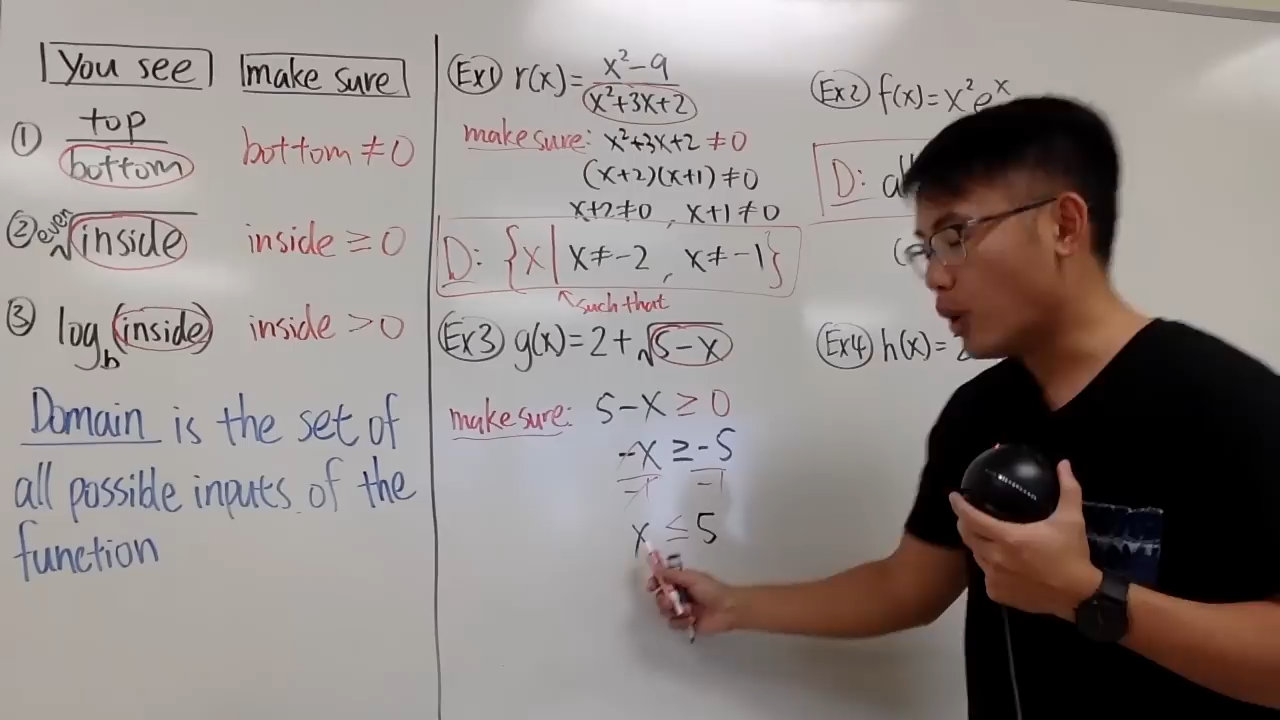 You see make sure
① top/bottom bottom ≠ 0
② even√inside inside ≥ 0
③ log_b(inside) inside > 0
Domain is the set of
all possible inputs of the
function
Ex1 r(x)= (x²-9)/(x²+3x+2)
make sure: x²+3x+2 ≠ 0
(x+2)(x+1) ≠ 0
x+2≠0 , x+1≠0
D: {x| x≠-2 , x≠-1}
such that
Ex3 g(x)=2+√(5-x)
make sure: 5-x ≥ 0
-x ≥ -5
-1 -1
x ≤ 5
Ex2 f(x)=x²eˣ
D:
Ex4 h(x)=